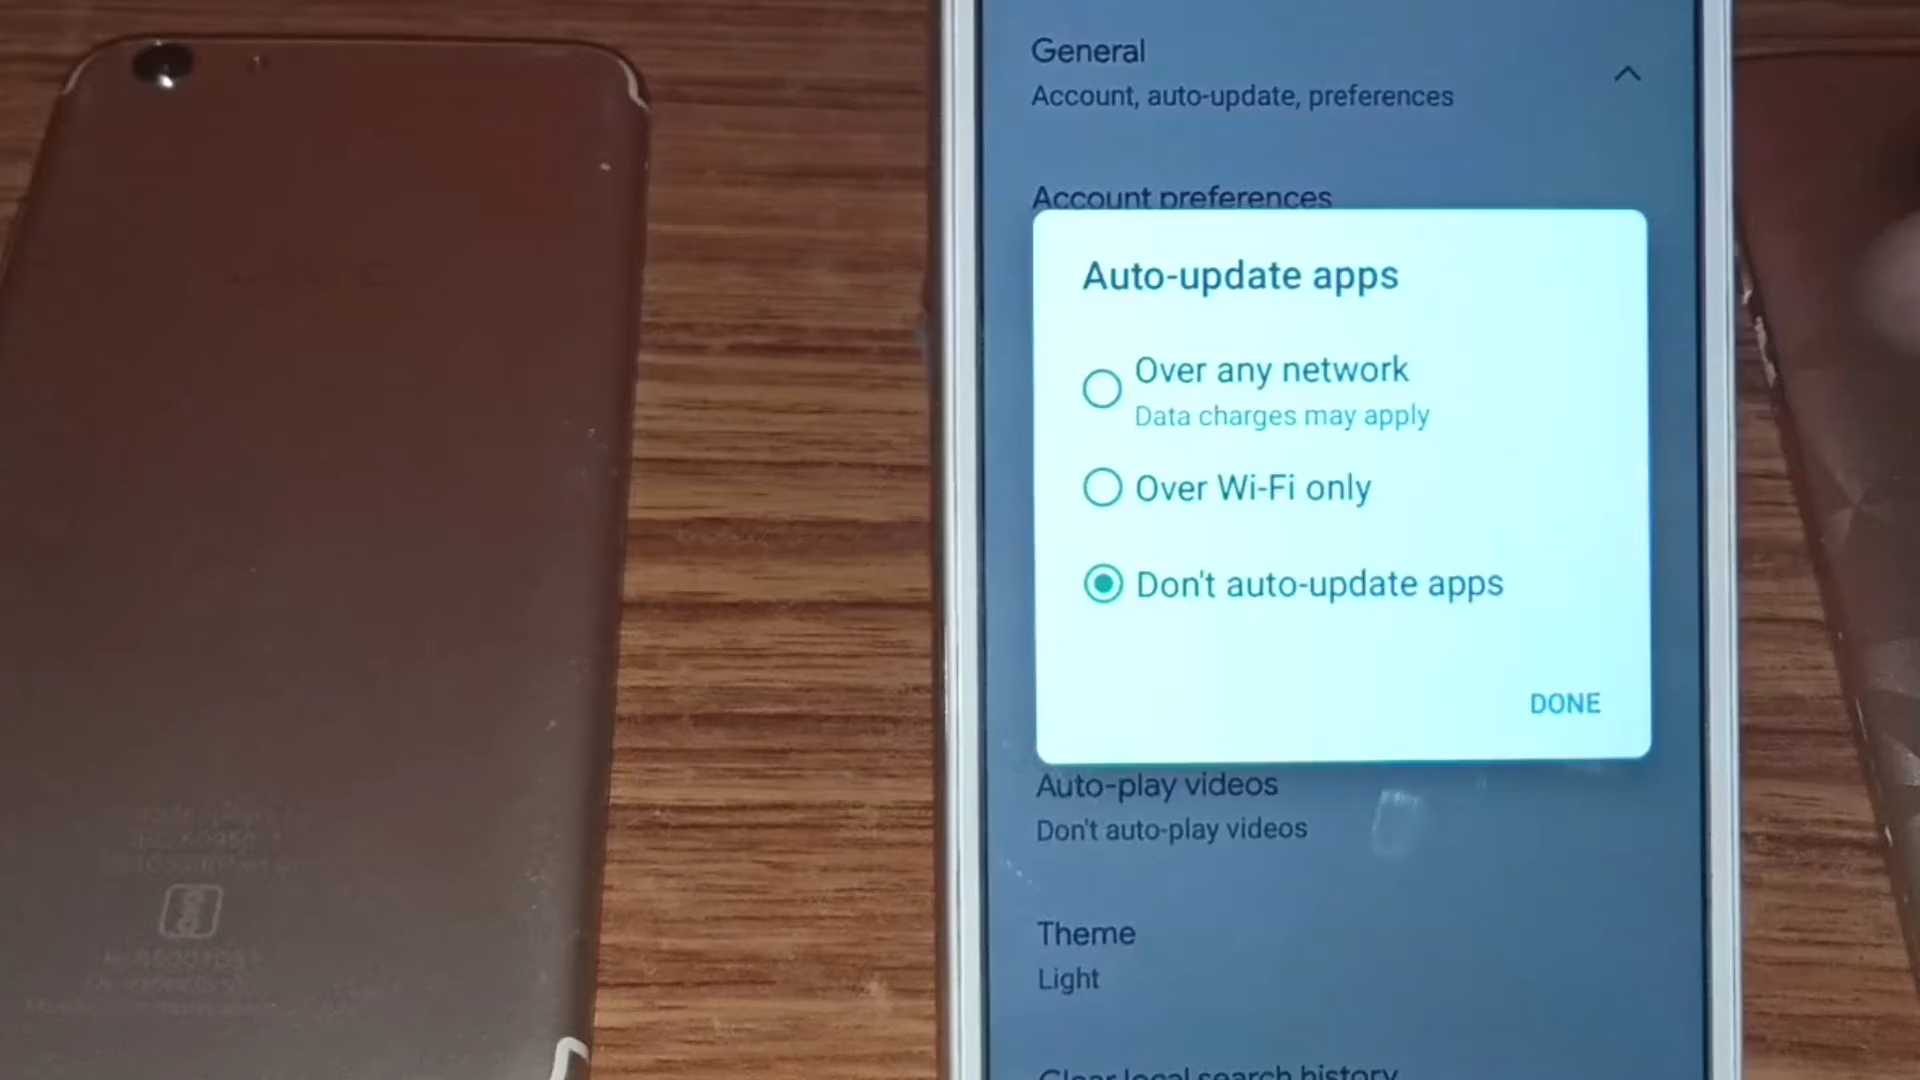 General
Account, auto-update, preferences
Account preferences
Auto-update apps
Over any network
Data charges may apply
Over Wi-Fi only
Don't auto-update apps
DONE
Auto-play videos
Don't auto-play videos
Theme
Light
Clear local search history